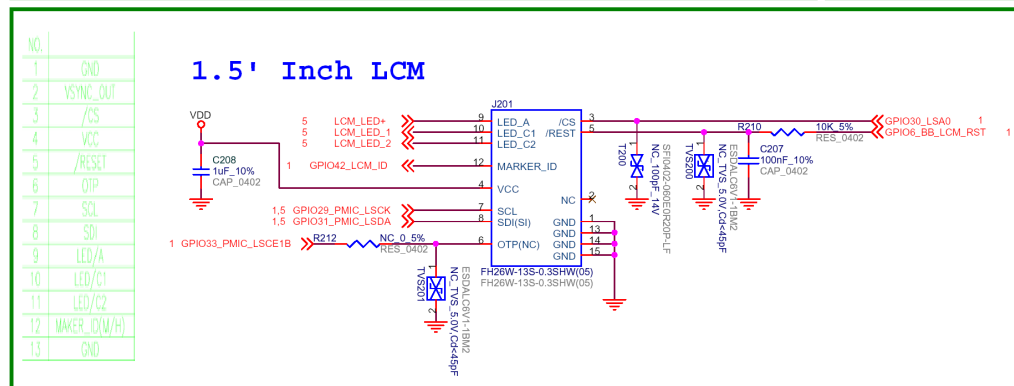 1.5' Inch LCM
NO.
1 GND
2 VSYNC_OUT
3 /CS
4 VCC
5 /RESET
6 OTP
7 SCL
8 SDI
9 LED/A
10 LED/C1
11 LED/C2
12 MAKER_ID(M/H)
13 GND
VDD
C208
1uF_10%
CAP_0402
5 LCM_LED+
5 LCM_LED_1
5 LCM_LED_2
1 GPIO42_LCM_ID
1,5 GPIO29_PMIC_LSCK
1,5 GPIO31_PMIC_LSDA
1 GPIO33_PMIC_LSCE1B
R212
NC_0_5%
RES_0402
1
2
TVS201
NC_TVS_5.0V,Cd<45pF
ESDALC6V1-1BM2
J201
9 LED_A
10 LED_C1
11 LED_C2
12 MARKER_ID
4 VCC
7 SCL
8 SDI(SI)
6 OTP(NC)
/CS 3
/REST 5
NC 2
GND 1
GND 13
GND 14
GND 15
FH26W-13S-0.3SHW(05)
FH26W-13S-0.3SHW(05)
1
2
T200
NC_100pF_14V
SFI0402-060E0R20P-LF
1
2
TVS200
NC_TVS_5.0V,Cd<45pF
ESDALC6V1-1BM2
R210
10K_5%
RES_0402
C207
100nF_10%
CAP_0402
GPIO30_LSA0 1
GPIO6_BB_LCM_RST 1